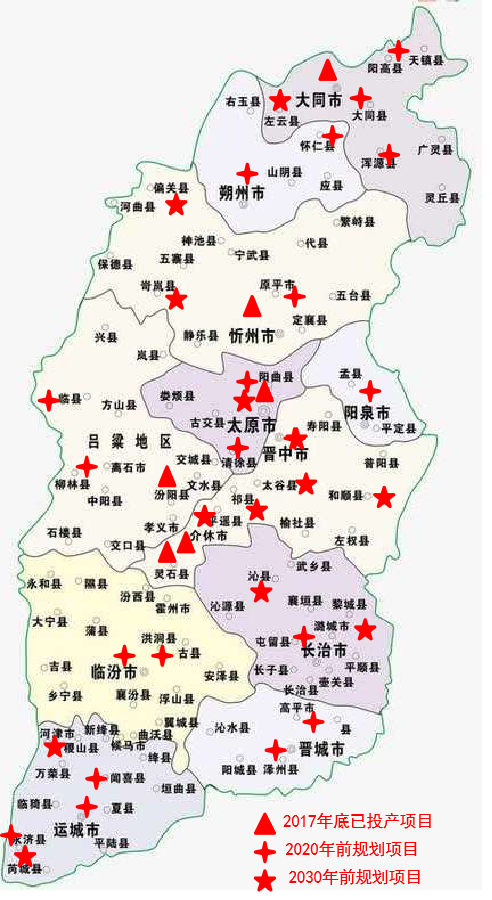 天镇县
阳高县
大同市
右玉县
大同县
左云县
怀仁县
广灵县
浑源县
山阴县
应县
朔州市
灵丘县
偏关县
河曲县
繁峙县
神池县
代县
宁武县
五寨县
保德县
岢岚县
原平市
五台县
定襄县
忻州市
静乐县
兴县
岚县
阳曲县
盂县
娄烦县
临县
方山县
阳泉市
古交县
太原市
寿阳县
平定县
吕梁地区
晋中市
交城县
清徐县
昔阳县
离石市
柳林县
文水县
太谷县
汾阳县
祁县
和顺县
中阳县
平遥县
孝义市
榆社县
石楼县
介休市
左权县
交口县
灵石县
武乡县
沁县
永和县
隰县
汾西县
襄垣县
黎城县
霍州市
沁源县
大宁县
蒲县
潞城市
洪洞县
屯留县
长治市
古县
吉县
临汾市
平顺县
长子县
安泽县
壶关县
长治县
乡宁县
襄汾县
浮山县
高平市
翼城县
沁水县
县
河津市
新绛县
曲沃县
稷山县
侯马市
晋城市
绛县
万荣县
闻喜县
阳城县
泽州县
垣曲县
临猗县
夏县
运城市
平陆县
永济县
芮城县
2017年底已投产项目
2020年前规划项目
2030年前规划项目